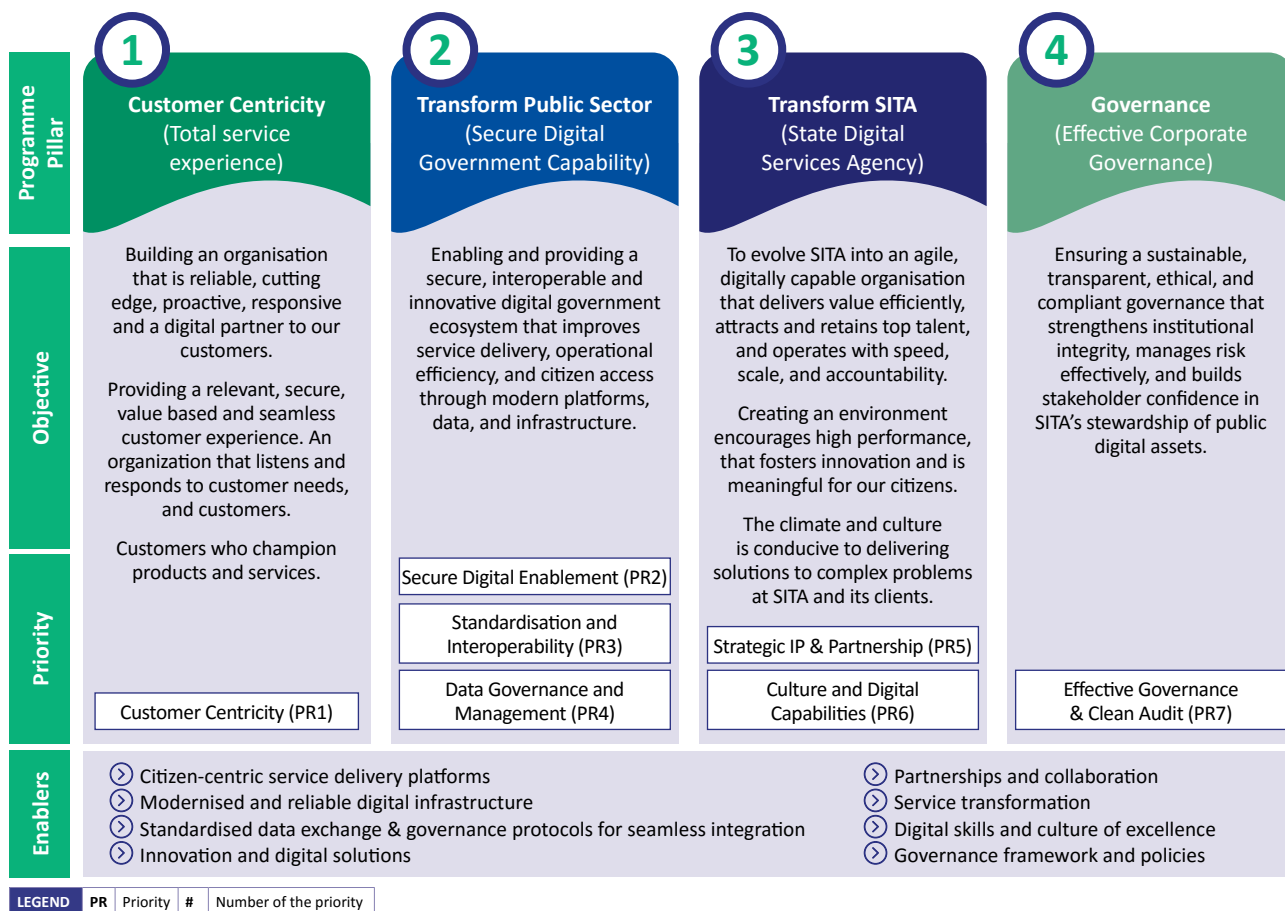 Programme
Pillar
1
Customer Centricity
(Total service
experience)
2
Transform Public Sector
(Secure Digital
Government Capability)
3
Transform SITA
(State Digital
Services Agency)
4
Governance
(Effective Corporate
Governance)
Objective
Building an organisation
that is reliable, cutting
edge, proactive, responsive
and a digital partner to our
customers.
Providing a relevant, secure,
value based and seamless
customer experience. An
organization that listens and
responds to customer needs,
and customers.
Customers who champion
products and services.
Enabling and providing a
secure, interoperable and
innovative digital government
ecosystem that improves
service delivery, operational
efficiency, and citizen access
through modern platforms,
data, and infrastructure.
To evolve SITA into an agile,
digitally capable organisation
that delivers value efficiently,
attracts and retains top talent,
and operates with speed,
scale, and accountability.
Creating an environment
encourages high performance,
that fosters innovation and is
meaningful for our citizens.
The climate and culture
is conducive to delivering
solutions to complex problems
at SITA and its clients.
Ensuring a sustainable,
transparent, ethical, and
compliant governance that
strengthens institutional
integrity, manages risk
effectively, and builds
stakeholder confidence in
SITA’s stewardship of public
digital assets.
Priority
Customer Centricity (PR1)
Secure Digital Enablement (PR2)
Standardisation and
Interoperability (PR3)
Data Governance and
Management (PR4)
Strategic IP & Partnership (PR5)
Culture and Digital
Capabilities (PR6)
Effective Governance
& Clean Audit (PR7)
Enablers
Citizen-centric service delivery platforms
Modernised and reliable digital infrastructure
Standardised data exchange & governance protocols for seamless integration
Innovation and digital solutions
Partnerships and collaboration
Service transformation
Digital skills and culture of excellence
Governance framework and policies
LEGEND PR Priority # Number of the priority